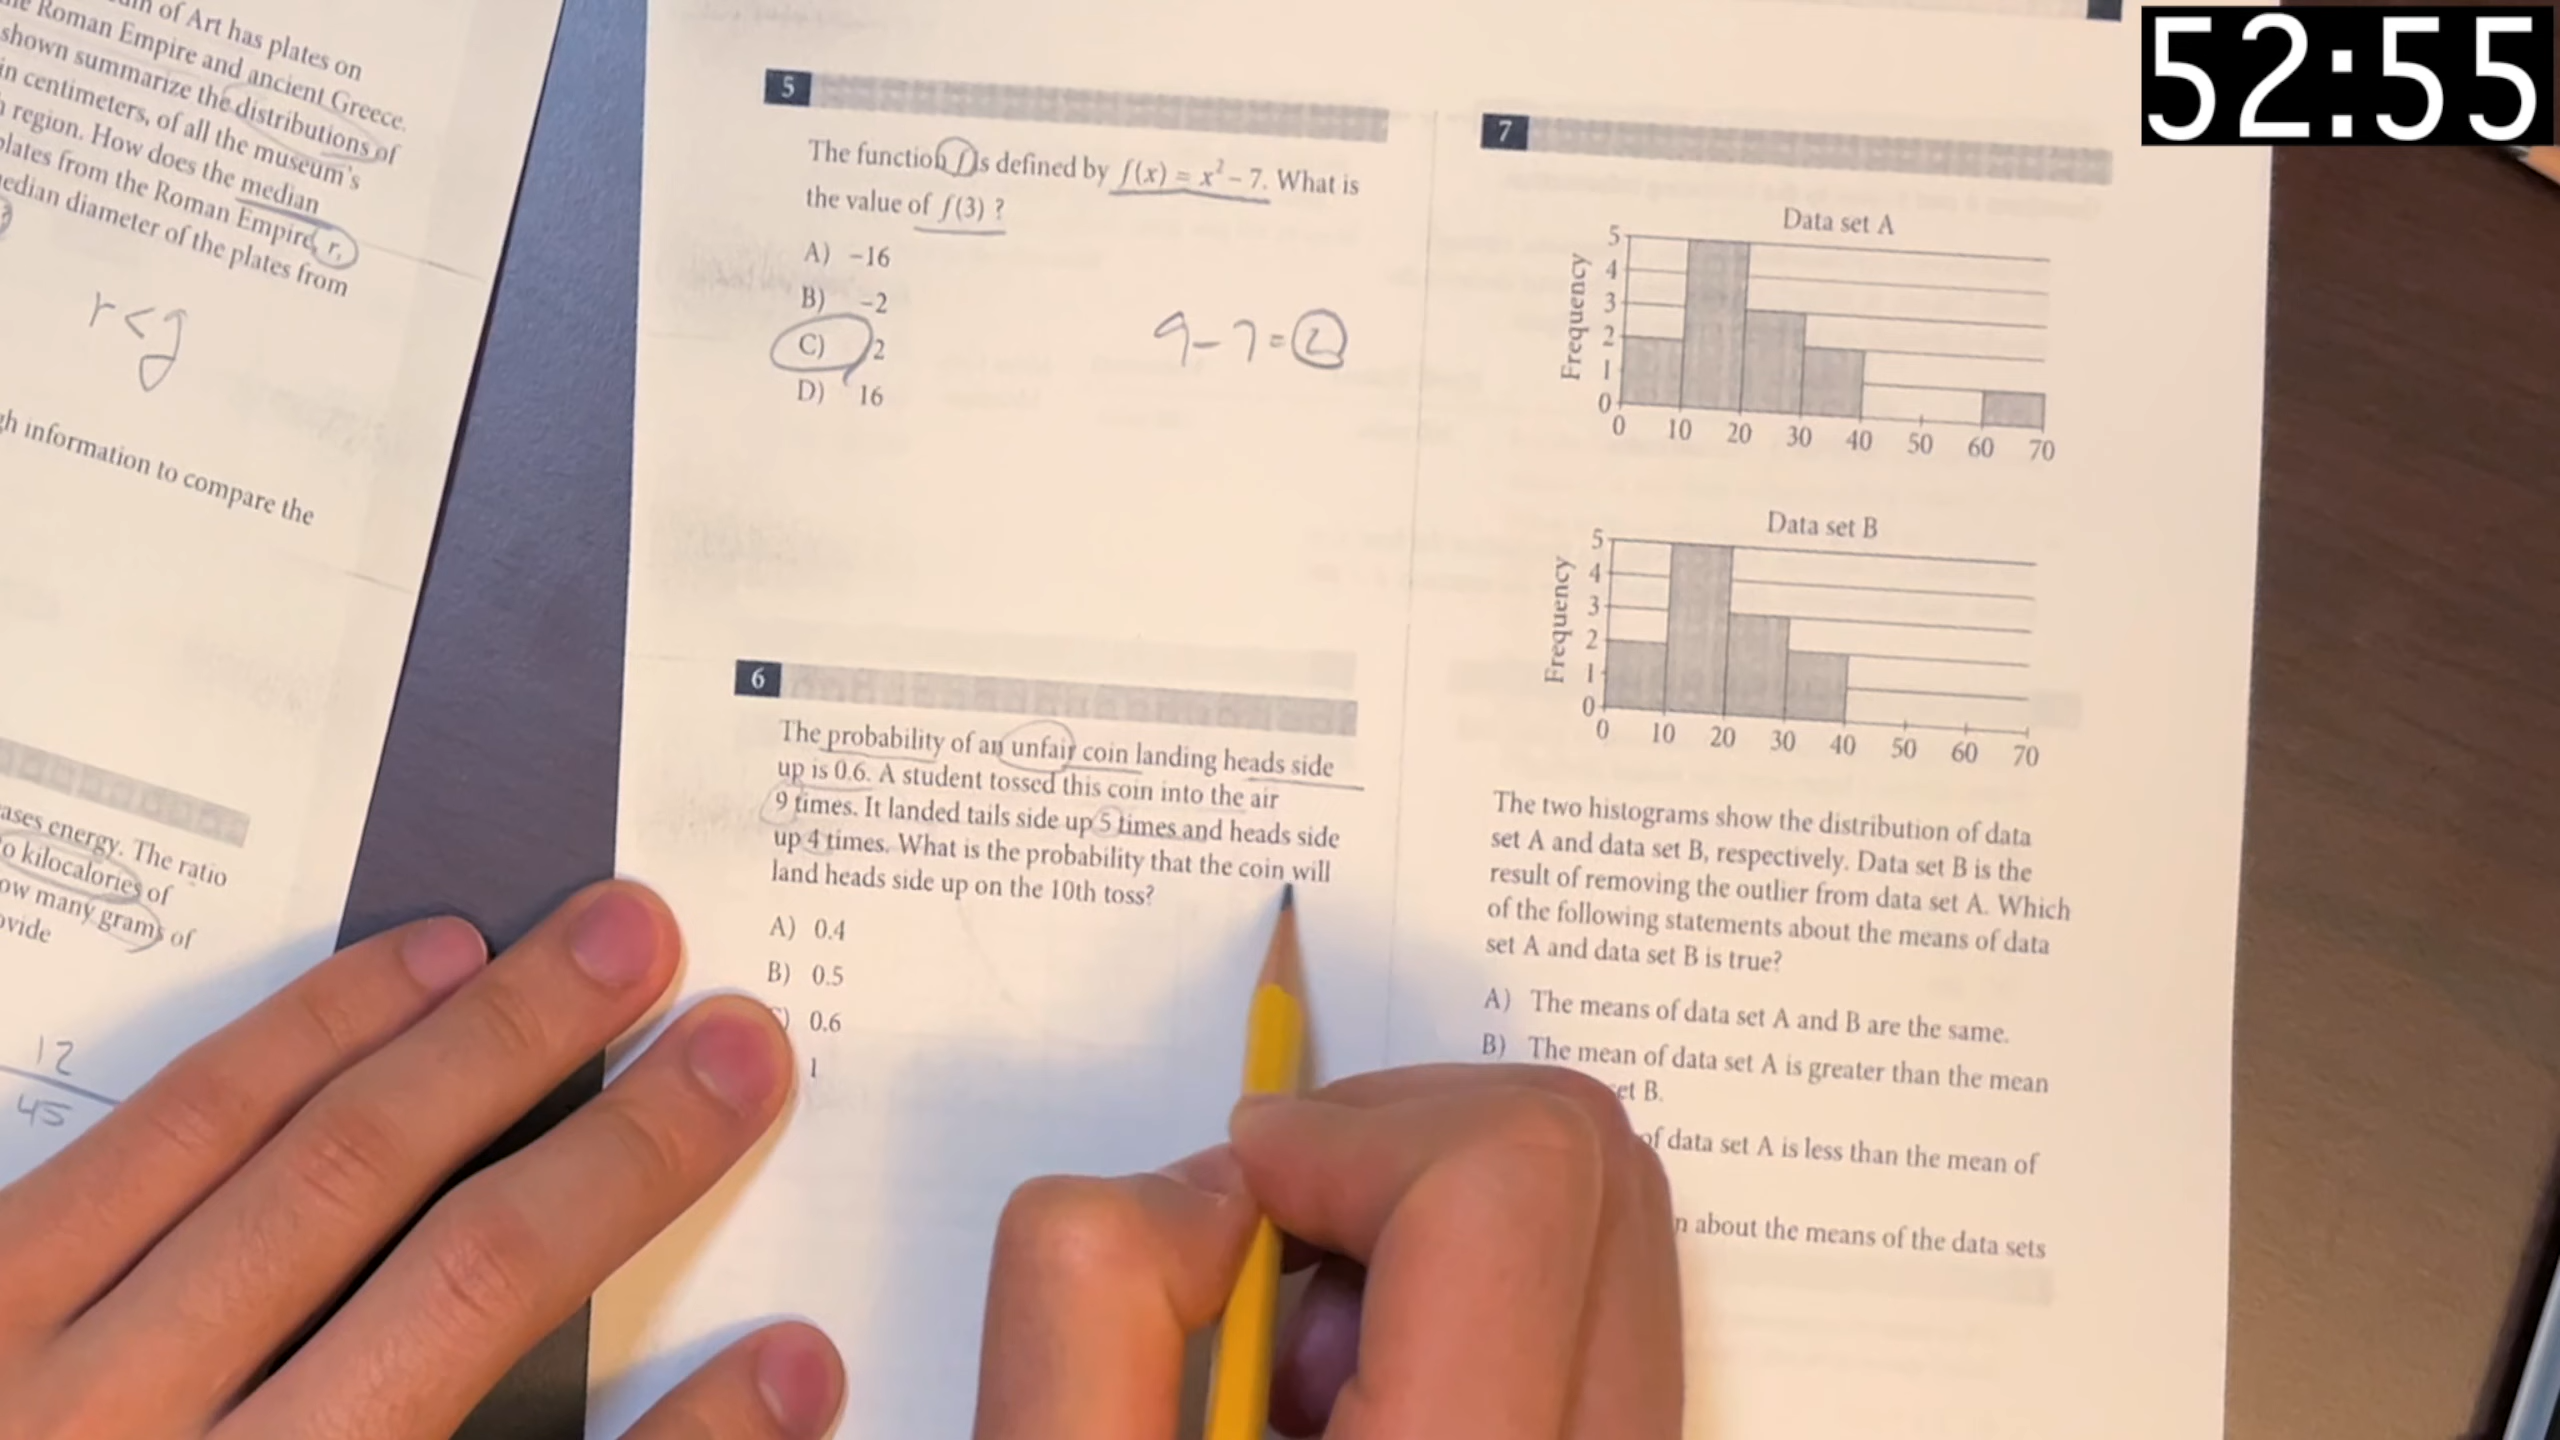 of Art has plates on
Roman Empire and ancient Greece.
shown summarize the distributions of
in centimeters, of all the museum's
region. How does the median
plates from the Roman Empire, r,
median diameter of the plates from
r < g
information to compare the
energy. The ratio
kilocalories of
many grams of
12
45
5
The function f is defined by f(x) = x² – 7. What is
the value of f(3) ?
A) –16
B) –2
C) 2
D) 16
9 – 7 = 2
6
The probability of an unfair coin landing heads side
up is 0.6. A student tossed this coin into the air
9 times. It landed tails side up 5 times and heads side
up 4 times. What is the probability that the coin will
land heads side up on the 10th toss?
A) 0.4
B) 0.5
) 0.6
1
52:55
7
Data set A
Frequency
5
4
3
2
1
0
0 10 20 30 40 50 60 70
Data set B
Frequency
5
4
3
2
1
0
0 10 20 30 40 50 60 70
The two histograms show the distribution of data
set A and data set B, respectively. Data set B is the
result of removing the outlier from data set A. Which
of the following statements about the means of data
set A and data set B is true?
A) The means of data set A and B are the same.
B) The mean of data set A is greater than the mean
set B.
of data set A is less than the mean of
about the means of the data sets